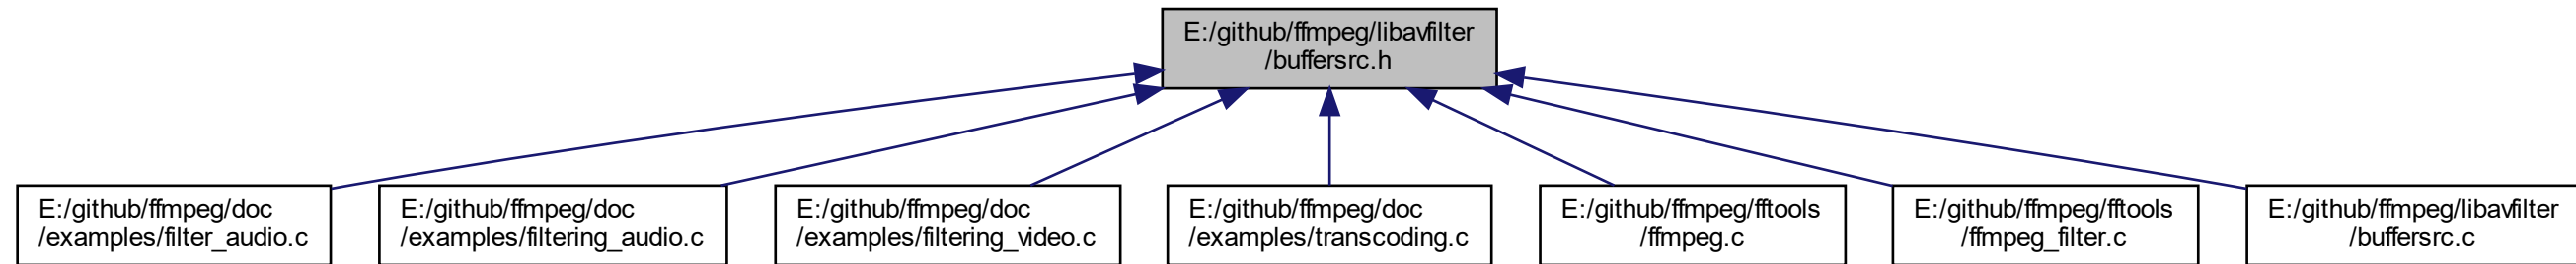 E:/github/ffmpeg/libavfilter
/buffersrc.h
E:/github/ffmpeg/doc
/examples/filter_audio.c
E:/github/ffmpeg/doc
/examples/filtering_audio.c
E:/github/ffmpeg/doc
/examples/filtering_video.c
E:/github/ffmpeg/doc
/examples/transcoding.c
E:/github/ffmpeg/fftools
/ffmpeg.c
E:/github/ffmpeg/fftools
/ffmpeg_filter.c
E:/github/ffmpeg/libavfilter
/buffersrc.c